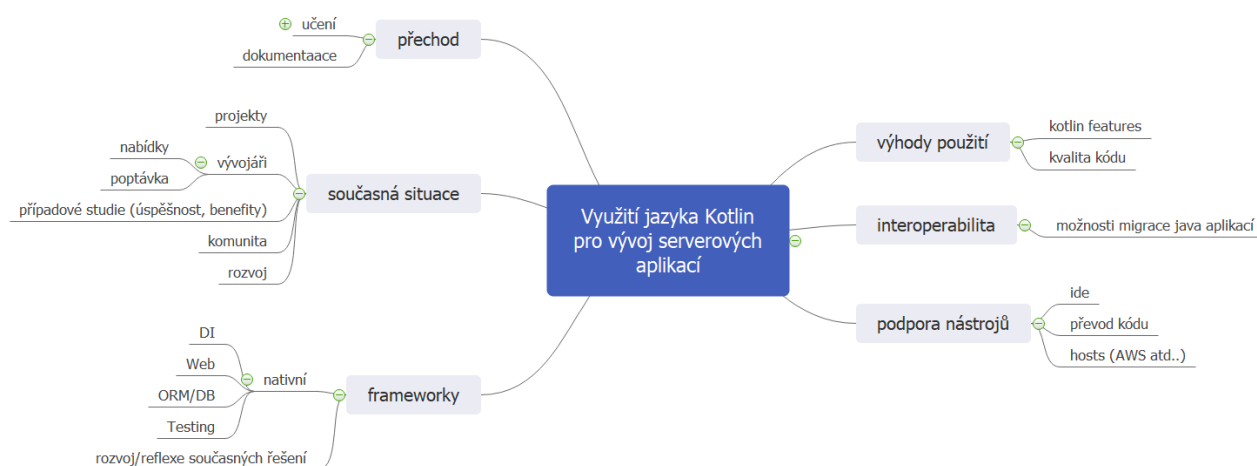 učení
dokumentaace
přechod
projekty
nabídky
poptávka
vývojáři
případové studie (úspěšnost, benefity)
komunita
rozvoj
současná situace
DI
Web
ORM/DB
Testing
nativní
rozvoj/reflexe současných řešení
frameworky
Využití jazyka Kotlin
pro vývoj serverových
aplikací
výhody použití
kotlin features
kvalita kódu
interoperabilita
možnosti migrace java aplikací
podpora nástrojů
ide
převod kódu
hosts (AWS atd..)